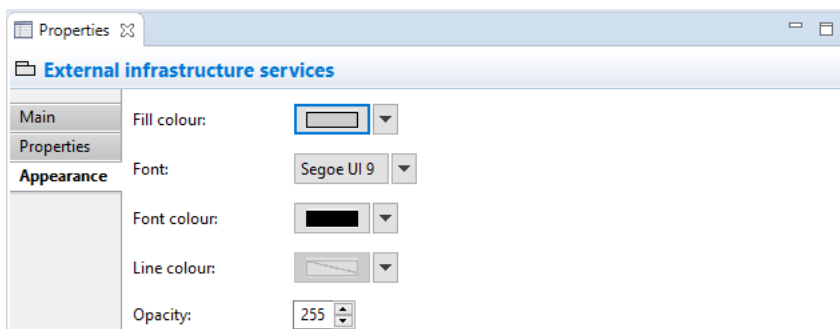 Properties
External infrastructure services
Main
Properties
Appearance
Fill colour:
Font: Segoe UI 9
Font colour:
Line colour:
Opacity: 255